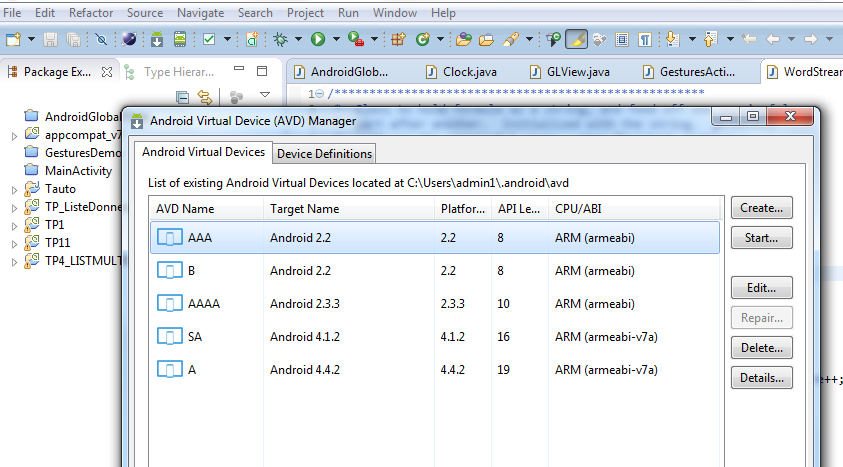 File Edit Refactor Source Navigate Search Project Run Window Help
Package Ex... Type Hierar... AndroidGlob... Clock.java GLView.java GesturesActi... WordStrea
1 /*****************************************************
AndroidGlobal
appcompat_v7
GesturesDemo
MainActivity
Tauto
TP_ListeDonne
TP1
TP11
TP4_LISTMULT
Android Virtual Device (AVD) Manager
Android Virtual Devices Device Definitions
List of existing Android Virtual Devices located at C:\Users\admin1\.android\avd
AVD Name Target Name Platfor... API Le... CPU/ABI
AAA Android 2.2 2.2 8 ARM (armeabi)
B Android 2.2 2.2 8 ARM (armeabi)
AAAA Android 2.3.3 2.3.3 10 ARM (armeabi)
SA Android 4.1.2 4.1.2 16 ARM (armeabi-v7a)
A Android 4.4.2 4.4.2 19 ARM (armeabi-v7a)
Create...
Start...
Edit...
Repair...
Delete...
Details...
e++;